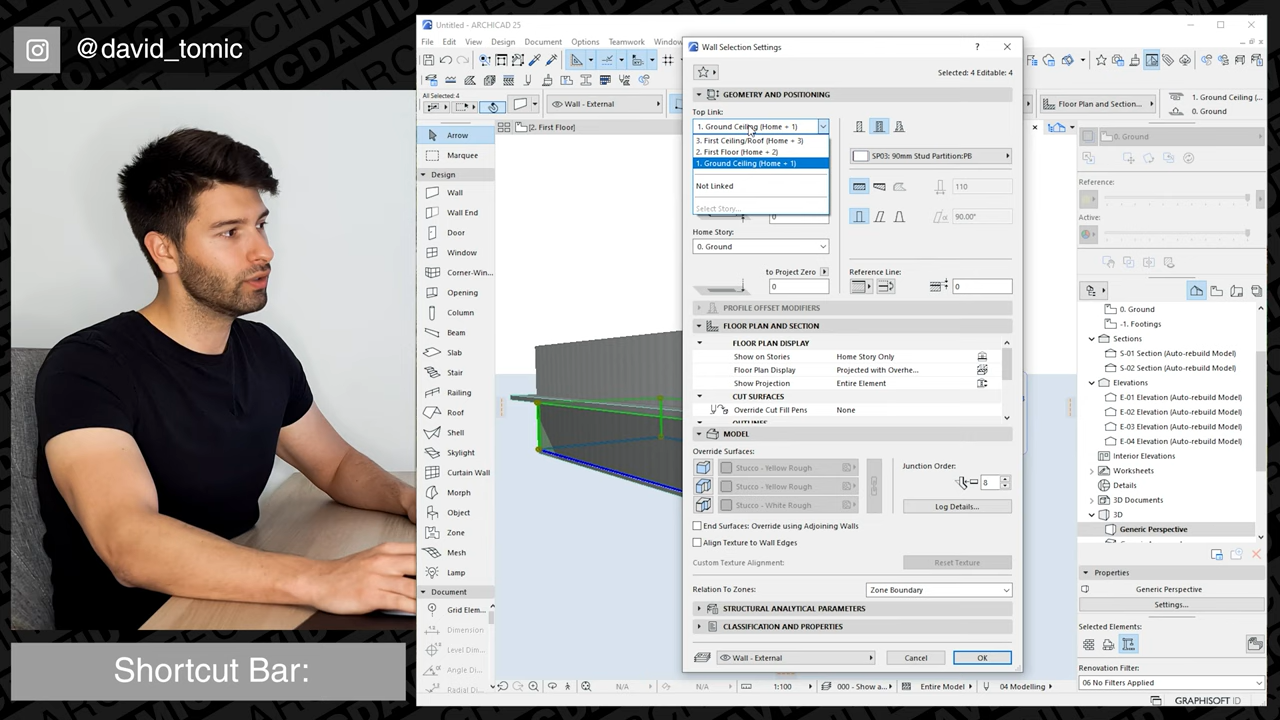 @david_tomic
Shortcut Bar:
Untitled - ARCHICAD 25
File Edit View Design Document Options Teamwork Window
All Selected: 4
Wall - External
Floor Plan and Section...
1. Ground Ceiling (
0. Ground
[2. First Floor]
Arrow
Marquee
Design
Wall
Wall End
Door
Window
Corner-Win...
Opening
Column
Beam
Slab
Stair
Railing
Roof
Shell
Skylight
Curtain Wall
Morph
Object
Zone
Mesh
Lamp
Document
Grid Elem...
Dimension
Level Dim...
Angle Di...
Radial Di...
Wall Selection Settings
?
Selected: 4 Editable: 4
GEOMETRY AND POSITIONING
Top Link:
1. Ground Ceiling (Home + 1)
3. First Ceiling/Roof (Home + 3)
2. First Floor (Home + 2)
1. Ground Ceiling (Home + 1)
Not Linked
Select Story...
0
Home Story:
0. Ground
to Project Zero
0
SP03: 90mm Stud Partition:PB
110
90.00°
Reference Line:
0
PROFILE OFFSET MODIFIERS
FLOOR PLAN AND SECTION
FLOOR PLAN DISPLAY
Show on Stories Home Story Only
Floor Plan Display Projected with Overhe...
Show Projection Entire Element
CUT SURFACES
Override Cut Fill Pens None
OUTLINES
MODEL
Override Surfaces:
Stucco - Yellow Rough
Stucco - Yellow Rough
Stucco - White Rough
Junction Order:
8
Log Details...
End Surfaces: Override using Adjoining Walls
Align Texture to Wall Edges
Custom Texture Alignment:
Reset Texture
Relation To Zones:
Zone Boundary
STRUCTURAL ANALYTICAL PARAMETERS
CLASSIFICATION AND PROPERTIES
Wall - External
Cancel
OK
0. Ground
Reference:
Active:
0. Ground
-1. Footings
Sections
S-01 Section (Auto-rebuild Model)
S-02 Section (Auto-rebuild Model)
Elevations
E-01 Elevation (Auto-rebuild Model)
E-02 Elevation (Auto-rebuild Model)
E-03 Elevation (Auto-rebuild Model)
E-04 Elevation (Auto-rebuild Model)
Interior Elevations
Worksheets
Details
3D Documents
3D
Generic Perspective
Properties
Generic Perspective
Settings...
Selected Elements:
Renovation Filter:
06 No Filters Applied
N/A
N/A
1:100
000 - Show a...
Entire Model
04 Modelling
GRAPHISOFT ID